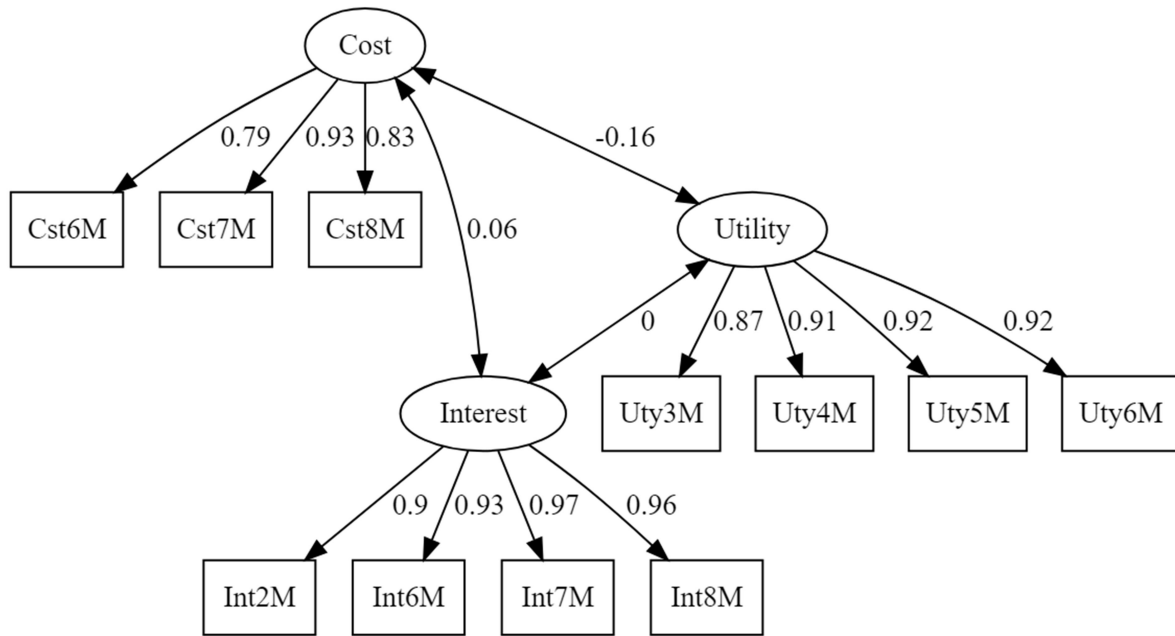 Cost
0.79 0.93 0.83 -0.16
Cst6M Cst7M Cst8M 0.06 Utility
0 0.87 0.91 0.92 0.92
Interest Uty3M Uty4M Uty5M Uty6M
0.9 0.93 0.97 0.96
Int2M Int6M Int7M Int8M